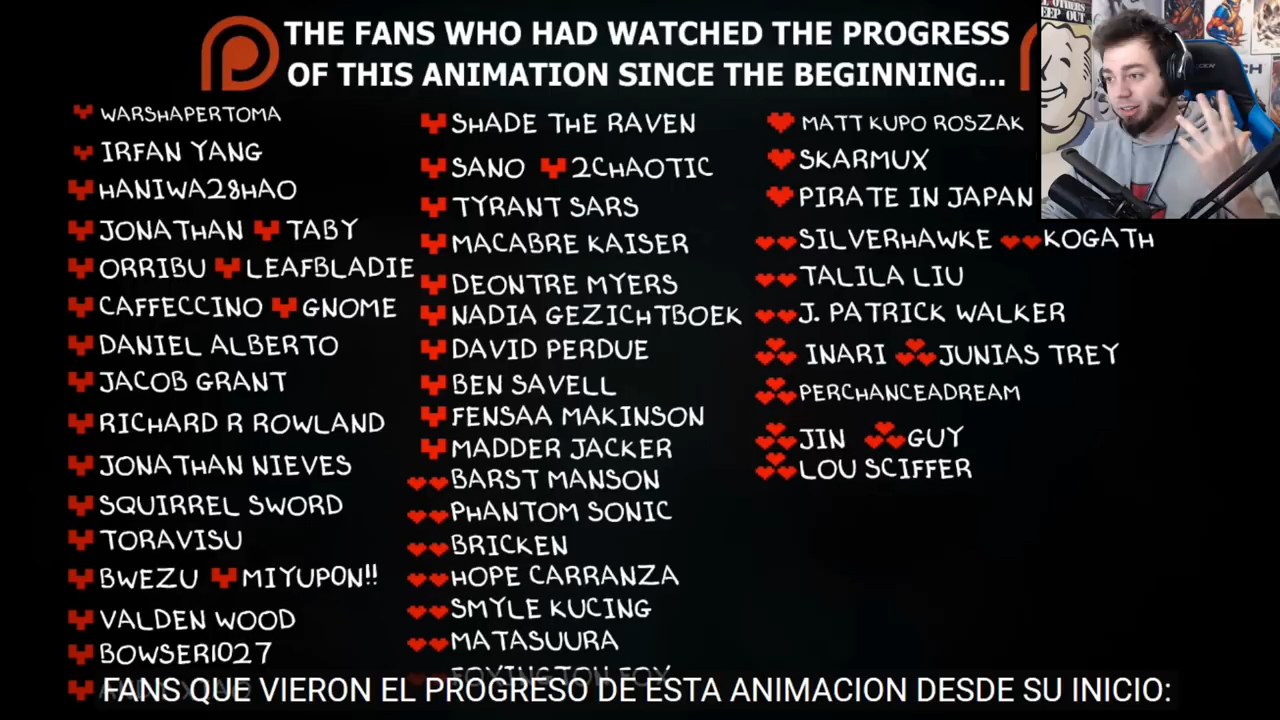 THE FANS WHO HAD WATCHED THE PROGRESS
OF THIS ANIMATION SINCE THE BEGINNING...
WARSHAPERTOMA
IRFAN YANG
HANIWA28HAO
JONATHAN TABY
ORRIBU LEAFBLADIE
CAFFECCINO GNOME
DANIEL ALBERTO
JACOB GRANT
RICHARD R ROWLAND
JONATHAN NIEVES
SQUIRREL SWORD
TORAVISU
BWEZU MIYUPON!!
VALDEN WOOD
BOWSER1027
SHADE THE RAVEN
SANO 2CHAOTIC
TYRANT SARS
MACABRE KAISER
DEONTRE MYERS
NADIA GEZICHTBOEK
DAVID PERDUE
BEN SAVELL
FENSAA MAKINSON
MADDER JACKER
BARST MANSON
PHANTOM SONIC
BRICKEN
HOPE CARRANZA
SMYLE KUCING
MATASUURA
FOXINGTON FOX
MATT KUPO ROSZAK
SKARMUX
PIRATE IN JAPAN
SILVERHAWKE KOGATH
TALILA LIU
J. PATRICK WALKER
INARI JUNIAS TREY
PERCHANCEADREAM
JIN GUY
LOU SCIFFER
FANS QUE VIERON EL PROGRESO DE ESTA ANIMACION DESDE SU INICIO: